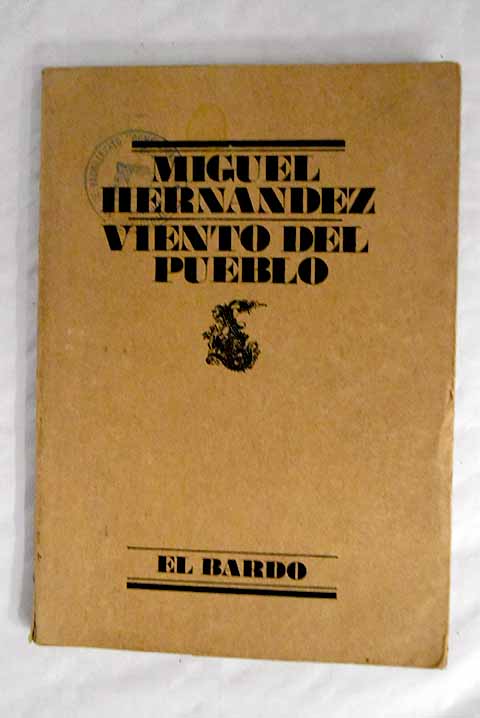 MIGUEL
HERNANDEZ
VIENTO DEL
PUEBLO
EL BARDO